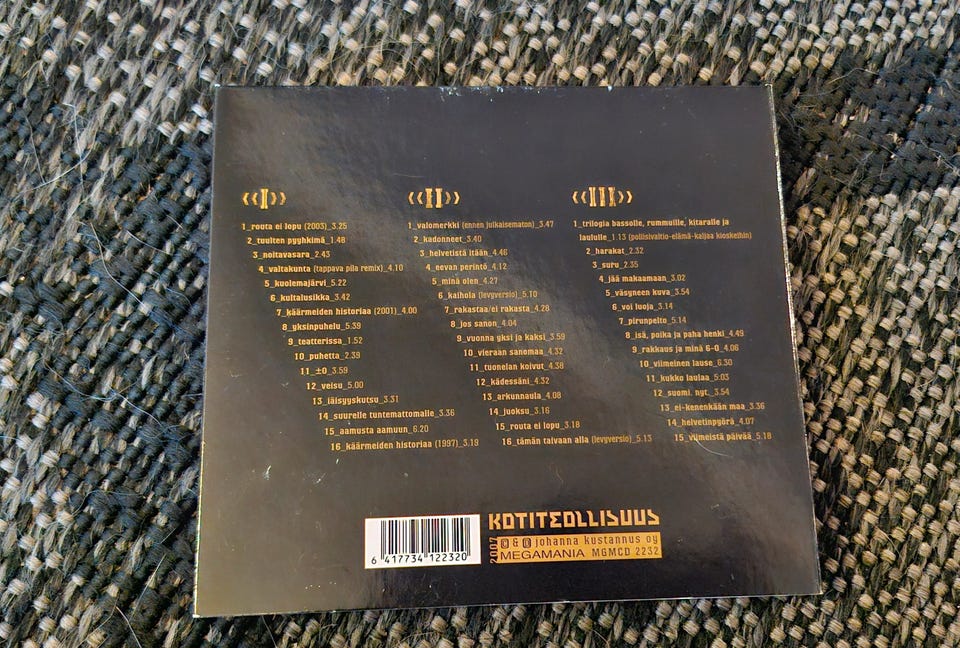 ‹‹I››
1_routa ei lopu (2003)_3.25
2_tuulten pyyhkimä_1.48
3_noitavasara_2.43
4_valtakunta (tappava pila remix)_4.10
5_kuolemajärvi_5.22
6_kultalusikka_3.42
7_käärmeiden historiaa (2001)_4.00
8_yksinpuhelu_5.39
9_teatterissa_1.52
10_puhetta_2.39
11_±0_3.59
12_veisu_5.00
13_iäisyyskutsu_3.31
14_suurelle tuntemattomalle_3.36
15_aamusta aamuun_6.20
16_käärmeiden historiaa (1997)_3.19
‹‹II››
1_valomerkki (ennen julkaisematon)_3.47
2_kadonneet_3.40
3_helvetistä itään_4.46
4_eevan perintö_4.12
5_minä olen_4.27
6_kaihola (levyversio)_5.10
7_rakastaa/ei rakasta_4.28
8_jos sanon_4.04
9_vuonna yksi ja kaksi_3.59
10_vieraan sanomaa_4.32
11_tuonelan koivut_4.38
12_kädessäni_4.32
13_arkunnaula_4.08
14_juoksu_3.16
15_routa ei lopu_3.18
16_tämän taivaan alla (levyversio)_5.13
‹‹III››
1_trilogia bassolle, rummuille, kitaralle ja
laululle_1.13 (poliisivaltio-elämä-kaljaa kioskeihin)
2_harakat_2.32
3_suru_2.35
4_jää makaamaan_3.02
5_väsyneen kuva_3.54
6_voi luoja_3.14
7_pirunpelto_5.14
8_isä, poika ja paha henki_4.49
9_rakkaus ja minä 6-0_4.06
10_viimeinen lause_6.30
11_kukko laulaa_5:03
12_suomi. nyt._3.54
13_ei-kenenkään maa_3.36
14_helvetinpyörä_4.07
15_viimeistä päivää_5.18
6 417734 122320
KOTITEOLLISUUS
2007
℗ & © johanna kustannus oy
MEGAMANIA MGMCD 2232